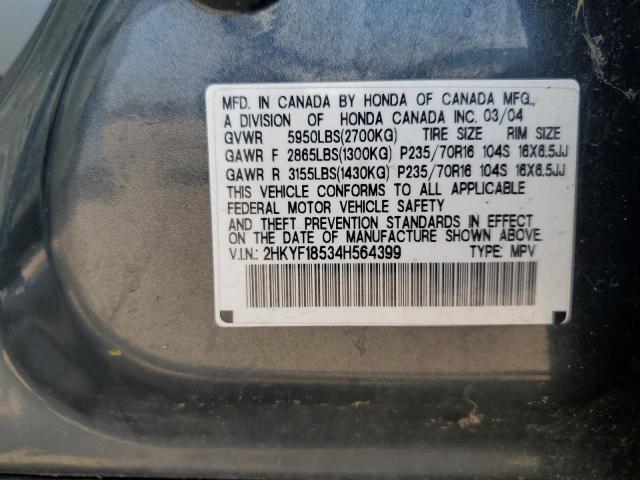 MFD. IN CANADA BY HONDA OF CANADA MFG.,
A DIVISION OF HONDA CANADA INC. 03/04
GVWR 5950LBS(2700KG) TIRE SIZE RIM SIZE
GAWR F 2865LBS(1300KG) P235/70R16 104S 16X6.5JJ
GAWR R 3155LBS(1430KG) P235/70R16 104S 16X6.5JJ
THIS VEHICLE CONFORMS TO ALL APPLICABLE
FEDERAL MOTOR VEHICLE SAFETY
AND THEFT PREVENTION STANDARDS IN EFFECT
ON THE DATE OF MANUFACTURE SHOWN ABOVE.
V.I.N.: 2HKYF18534H564399 TYPE: MPV